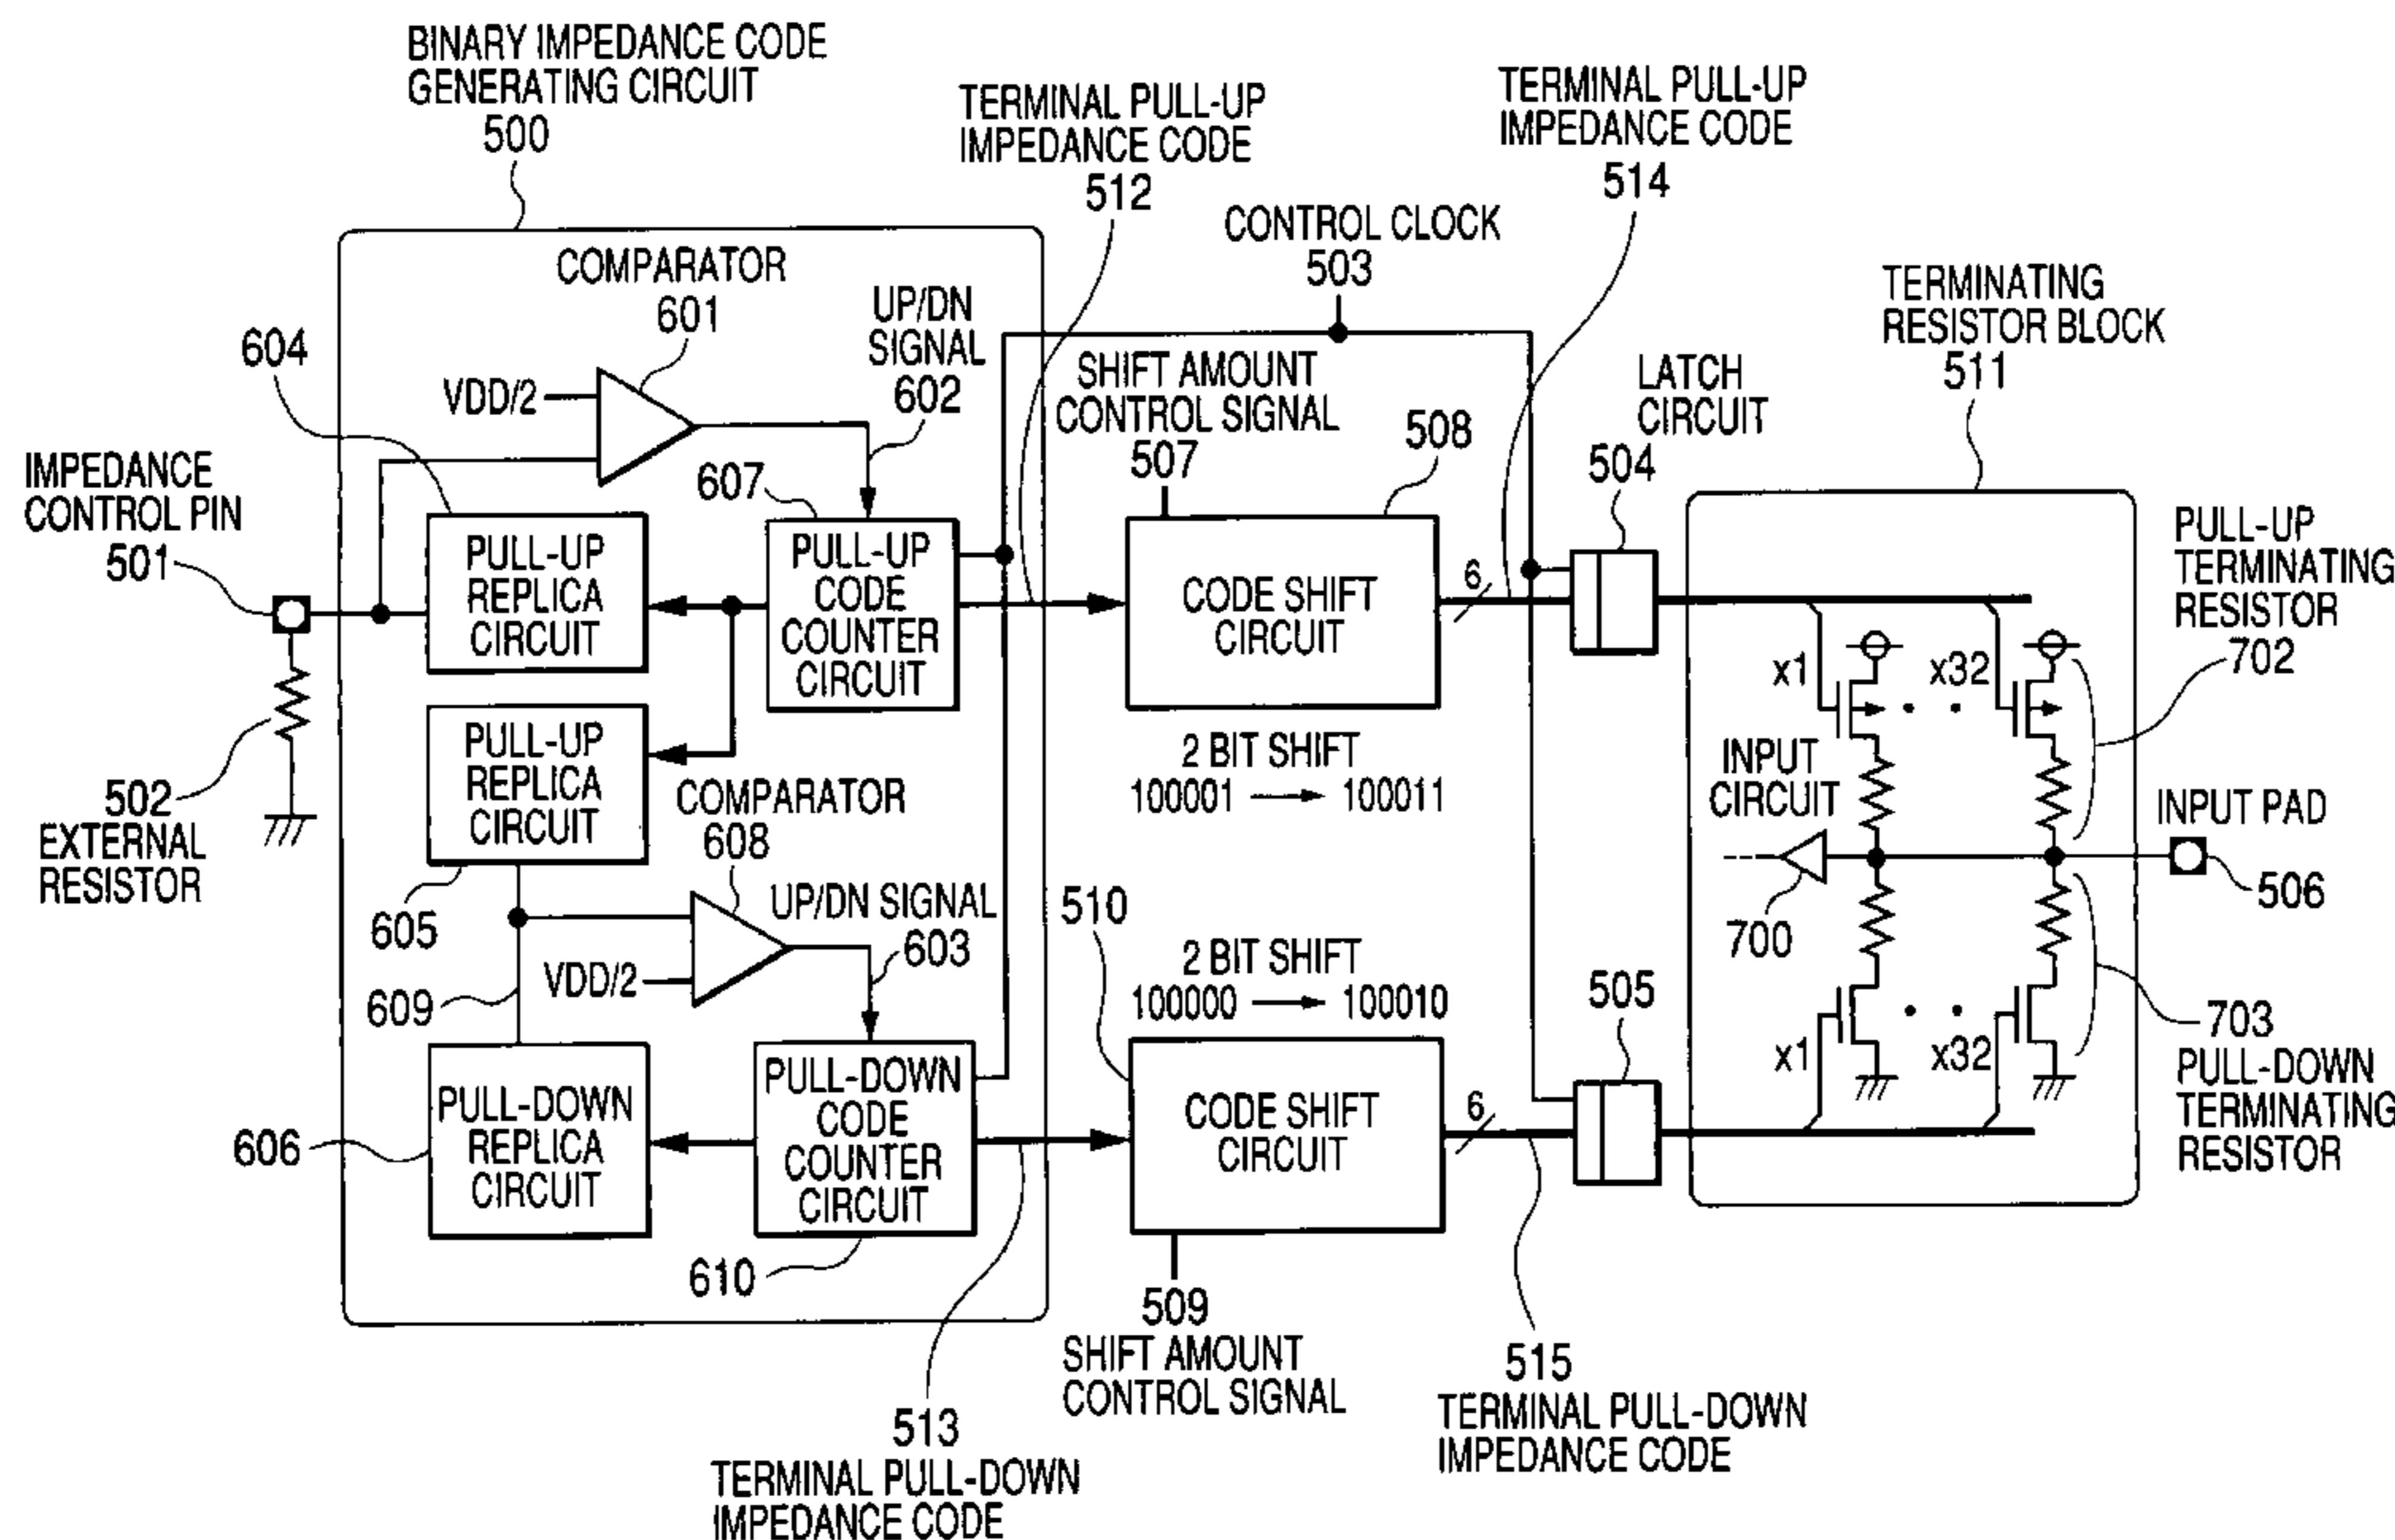 BINARY IMPEDANCE CODE
GENERATING CIRCUIT
500
TERMINAL PULL-UP
IMPEDANCE CODE
512
TERMINAL PULL-UP
IMPEDANCE CODE
514
CONTROL CLOCK
503
TERMINATING
RESISTOR BLOCK
511
COMPARATOR
601
UP/DN
SIGNAL
602
604
VDD/2
SHIFT AMOUNT
CONTROL SIGNAL
507
508
LATCH
CIRCUIT
504
IMPEDANCE
CONTROL PIN
501
607
PULL-UP
REPLICA
CIRCUIT
PULL-UP
CODE
COUNTER
CIRCUIT
CODE SHIFT
CIRCUIT
6
PULL-UP
TERMINATING
RESISTOR
702
x1
x32
502
EXTERNAL
RESISTOR
PULL-UP
REPLICA
CIRCUIT
605
COMPARATOR
608
2 BIT SHIFT
100001
100011
INPUT
CIRCUIT
700
INPUT PAD
506
UP/DN SIGNAL
603
VDD/2
609
510
2 BIT SHIFT
100000
100010
505
703
PULL-DOWN
TERMINATING
RESISTOR
x1
x32
606
PULL-DOWN
REPLICA
CIRCUIT
PULL-DOWN
CODE
COUNTER
CIRCUIT
610
CODE SHIFT
CIRCUIT
6
509
SHIFT AMOUNT
CONTROL SIGNAL
513
TERMINAL PULL-DOWN
IMPEDANCE CODE
515
TERMINAL PULL-DOWN
IMPEDANCE CODE